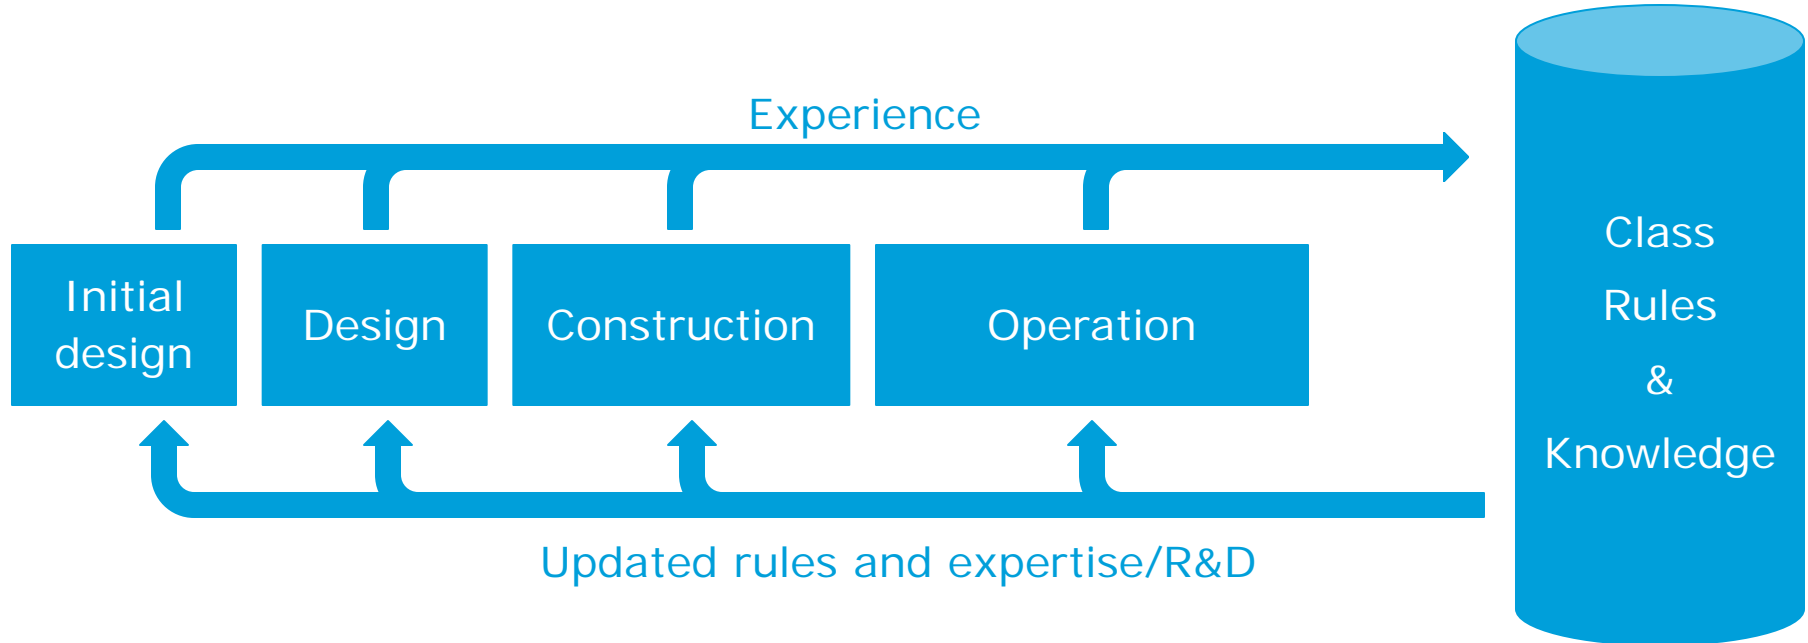 Experience
Initial
design
Design
Construction
Operation
Class
Rules
&
Knowledge
Updated rules and expertise/R&D